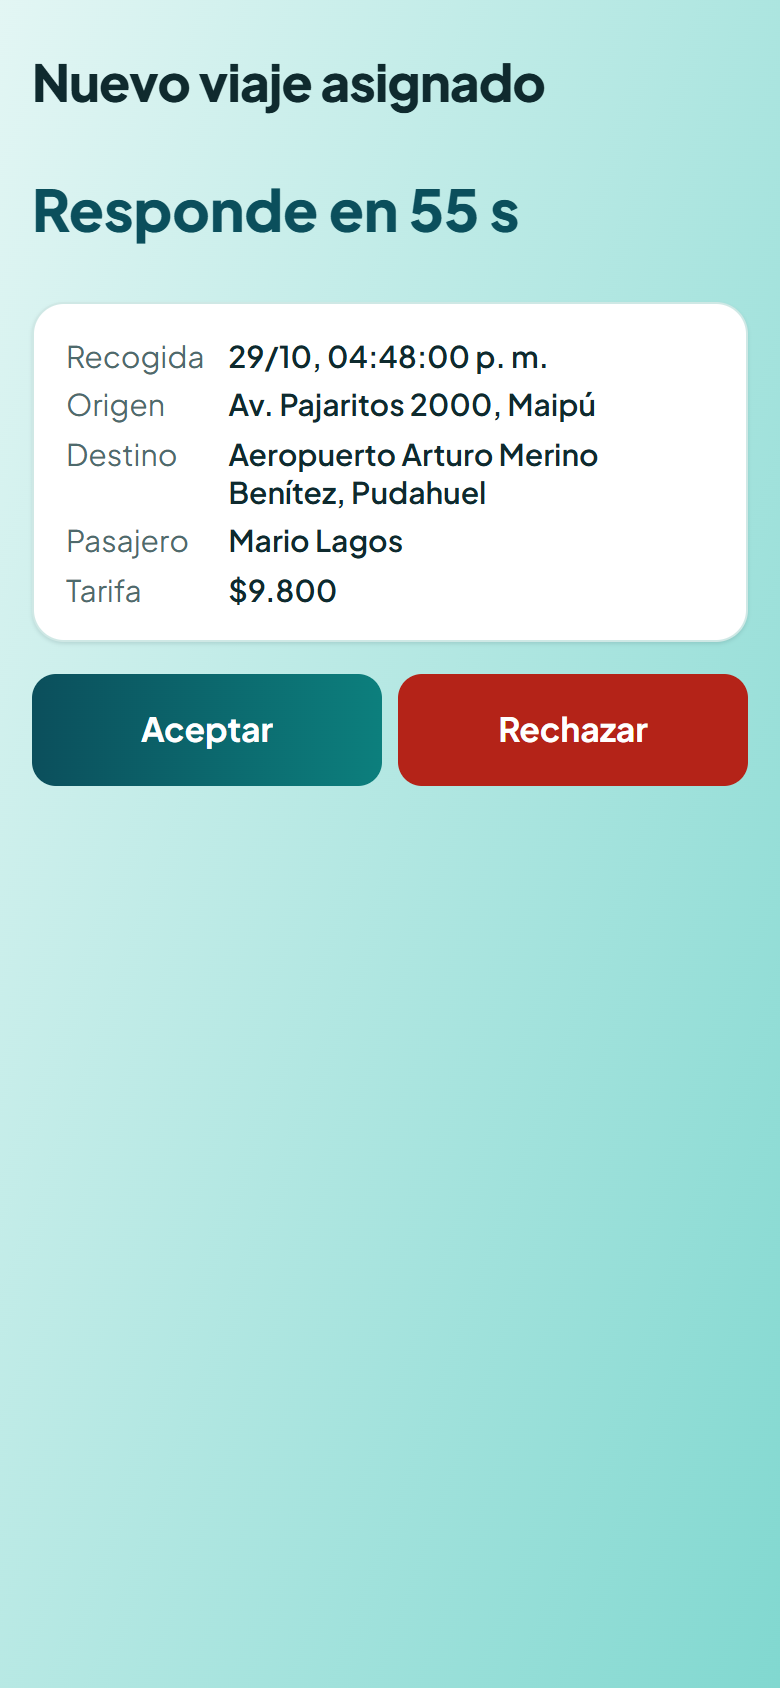 Nuevo viaje asignado
Responde en 55 s
Recogida 29/10, 04:48:00 p. m.
Origen Av. Pajaritos 2000, Maipú
Destino Aeropuerto Arturo Merino
Benítez, Pudahuel
Pasajero Mario Lagos
Tarifa $9.800
Aceptar Rechazar